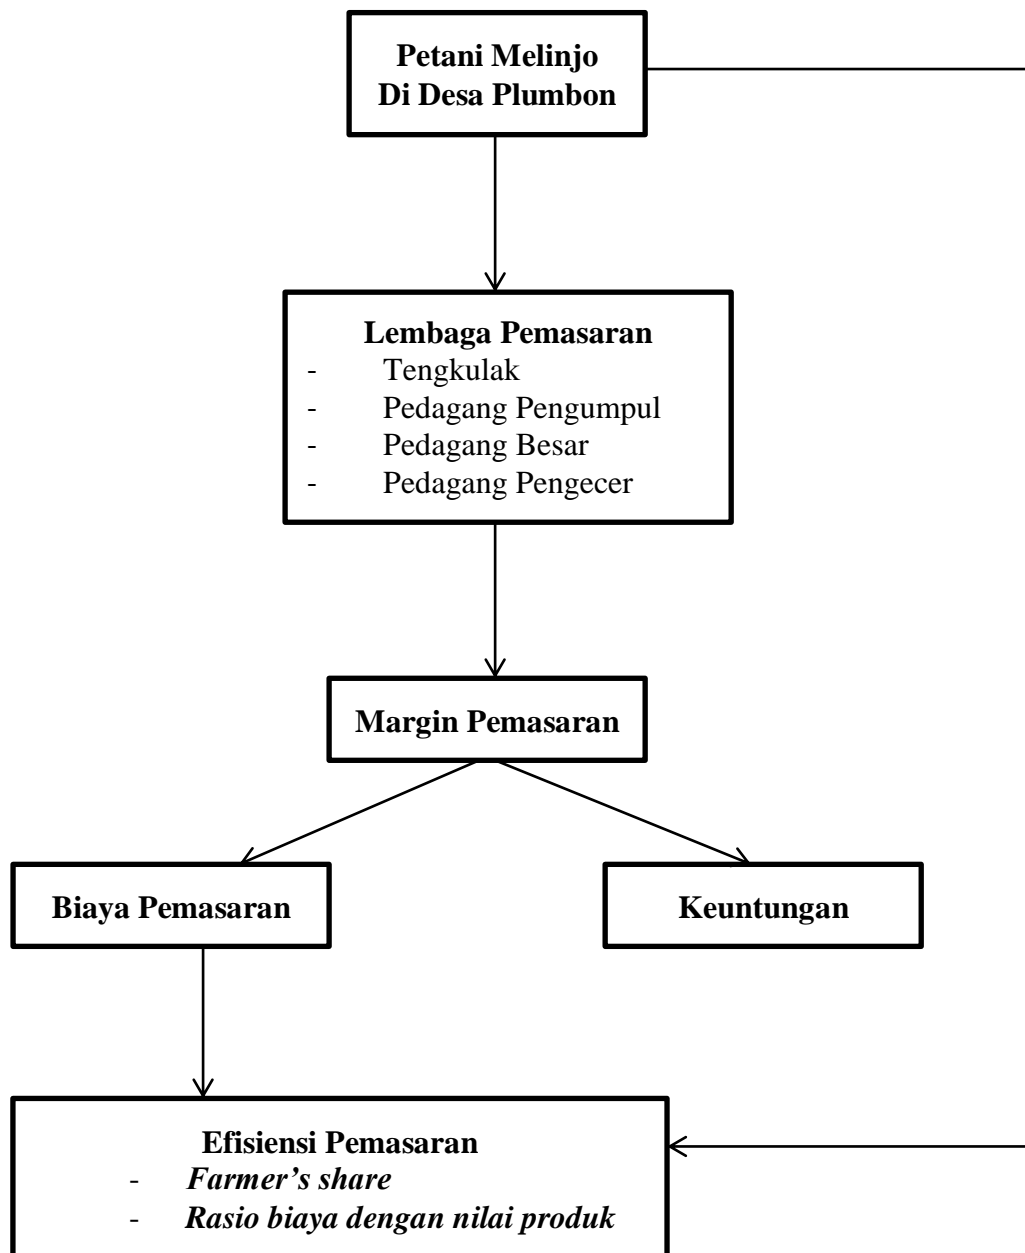 Petani Melinjo
Di Desa Plumbon
Lembaga Pemasaran
- Tengkulak
- Pedagang Pengumpul
- Pedagang Besar
- Pedagang Pengecer
Margin Pemasaran
Biaya Pemasaran
Keuntungan
Efisiensi Pemasaran
- Farmer’s share
- Rasio biaya dengan nilai produk